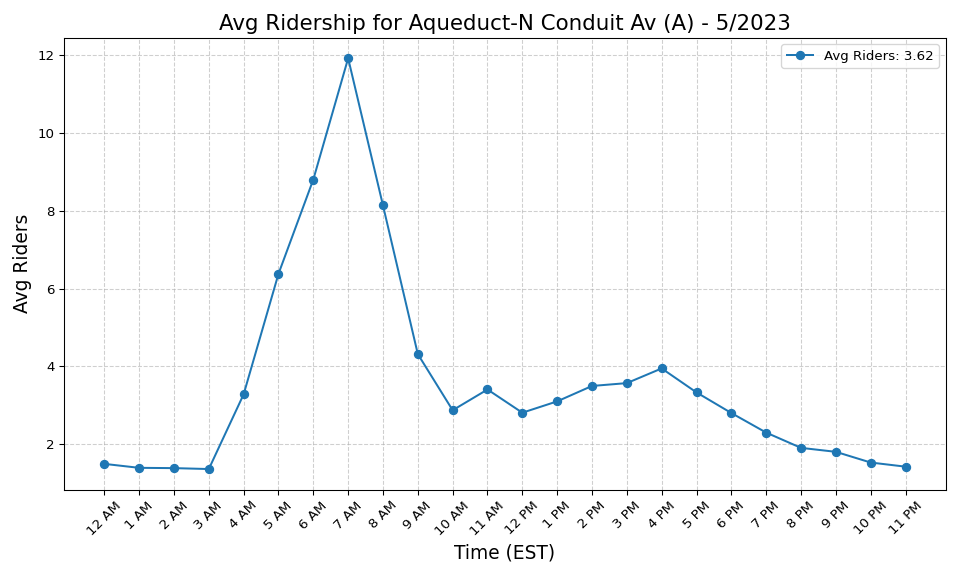 Avg Ridership for Aqueduct-N Conduit Av (A) - 5/2023
Avg Riders: 3.62
Avg Riders
12
10
8
6
4
2
12 AM
1 AM
2 AM
3 AM
4 AM
5 AM
6 AM
7 AM
8 AM
9 AM
10 AM
11 AM
12 PM
1 PM
2 PM
3 PM
4 PM
5 PM
6 PM
7 PM
8 PM
9 PM
10 PM
11 PM
Time (EST)